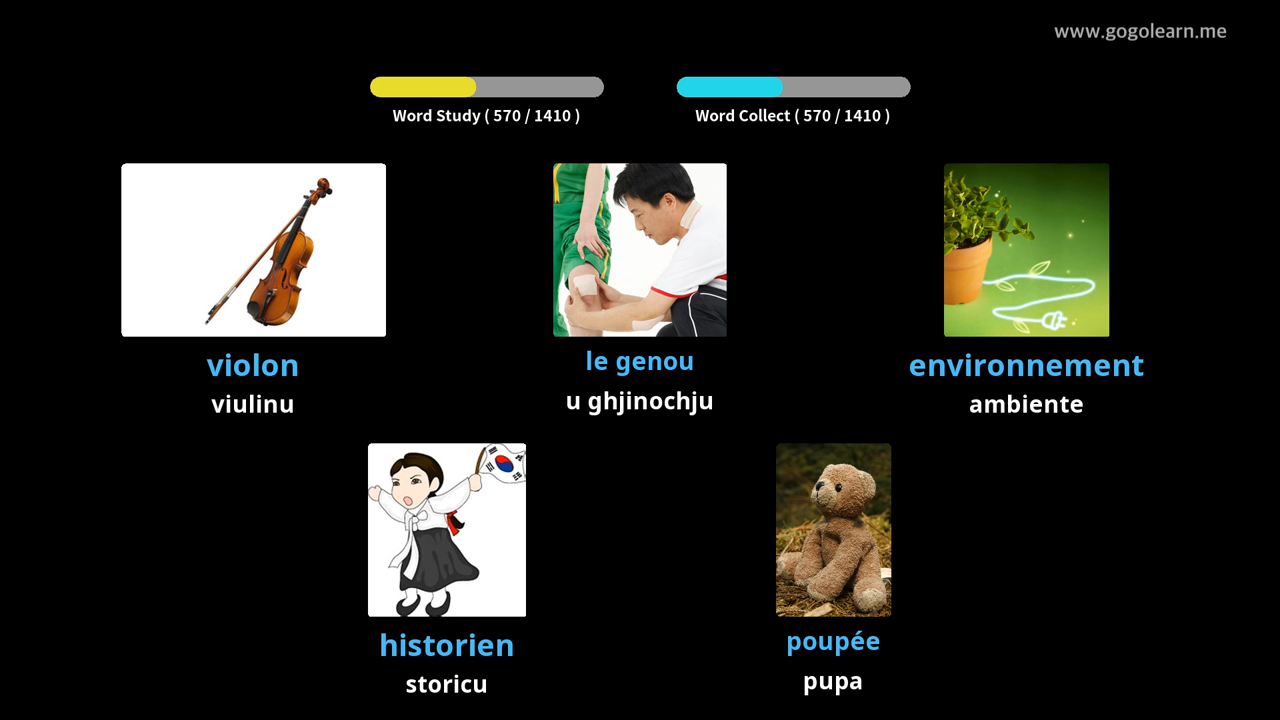 www.gogolearn.me
Word Study ( 570 / 1410 )
Word Collect ( 570 / 1410 )
violon
viulinu
le genou
u ghjinochju
environnement
ambiente
historien
storicu
poupée
pupa